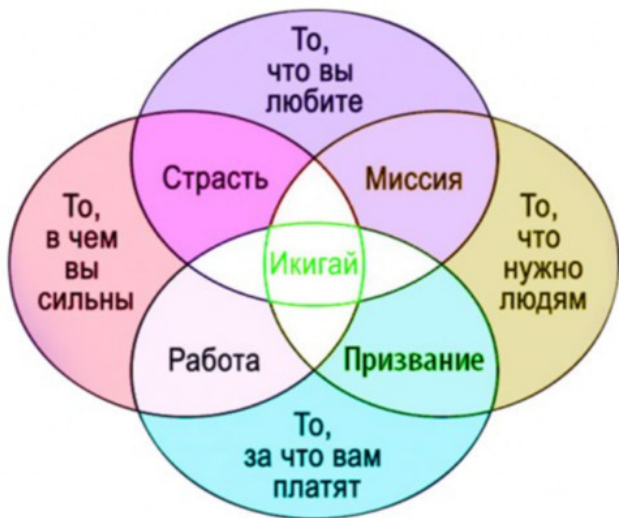 То,
что вы
любите
Страсть
Миссия
То,
в чем
вы
сильны
Икигай
То,
что
нужно
людям
Работа
Призвание
То,
за что вам
платят